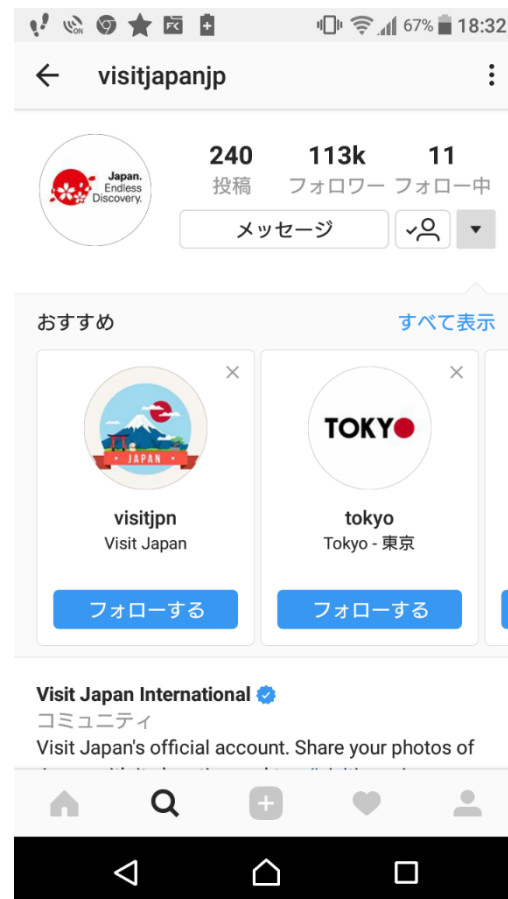 ON
FK
67% 18:32
visitjapanjp
Japan.
Endless
Discovery.
240 113k 11
投稿 フォロワー フォロー中
メッセージ
おすすめ すべて表示
JAPAN
visitjpn
Visit Japan
フォローする
TOKYO
tokyo
Tokyo - 東京
フォローする
Visit Japan International
コミュニティ
Visit Japan's official account. Share your photos of